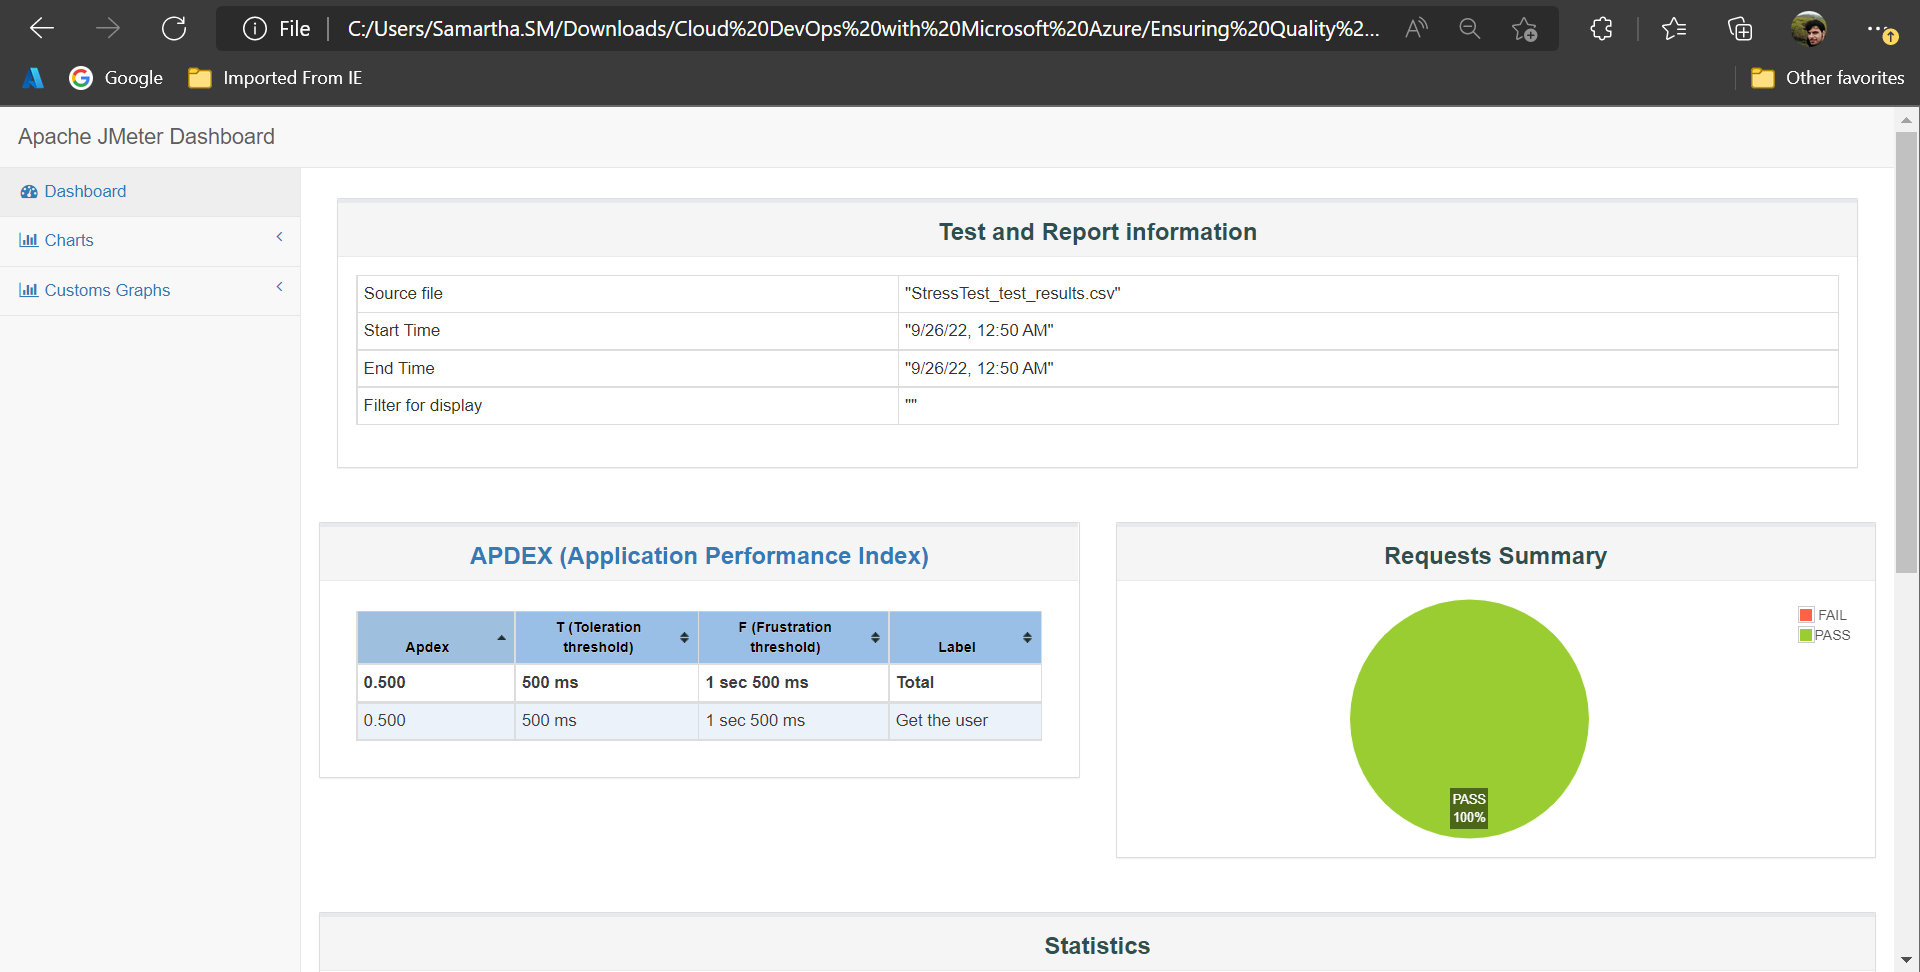 File
C:/Users/Samartha.SM/Downloads/Cloud%20DevOps%20with%20Microsoft%20Azure/Ensuring%20Quality%2...
Google
Imported From IE
Other favorites
Apache JMeter Dashboard
Dashboard
Charts
Customs Graphs
Test and Report information
Source file "StressTest_test_results.csv"
Start Time "9/26/22, 12:50 AM"
End Time "9/26/22, 12:50 AM"
Filter for display ""
APDEX (Application Performance Index)
Apdex T (Toleration threshold) F (Frustration threshold) Label
0.500 500 ms 1 sec 500 ms Total
0.500 500 ms 1 sec 500 ms Get the user
Requests Summary
FAIL
PASS
PASS
100%
Statistics